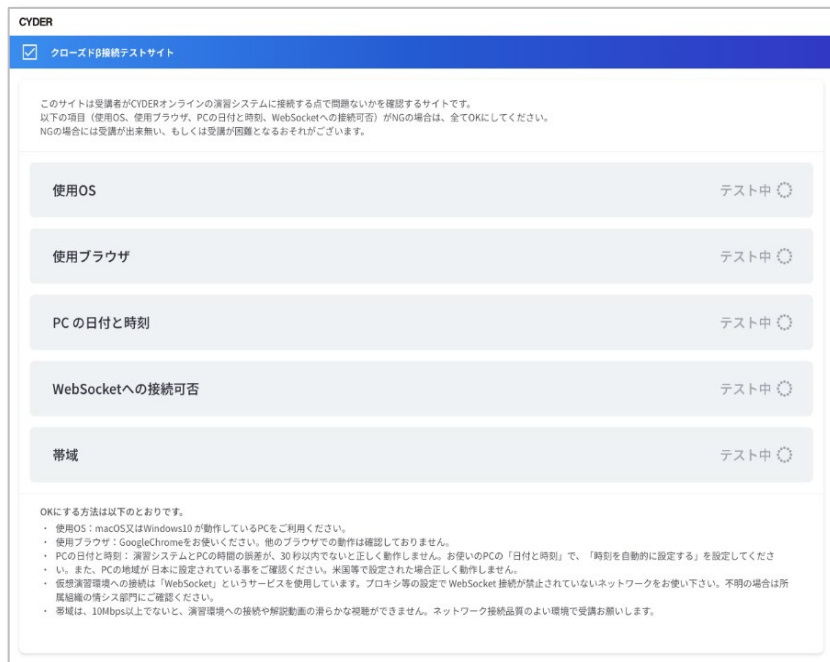 CYDER
クローズドβ接続テストサイト
このサイトは受講者がCYDERオンラインの演習システムに接続する点で問題ないかを確認するサイトです。
以下の項目（使用OS、使用ブラウザ、PCの日付と時刻、WebSocketへの接続可否）がNGの場合は、全てOKにしてください。
NGの場合には受講が出来無い、もしくは受講が困難となるおそれがございます。
使用OS テスト中
使用ブラウザ テスト中
PC の日付と時刻 テスト中
WebSocketへの接続可否 テスト中
帯域 テスト中
OKにする方法は以下のとおりです。
・ 使用OS：macOS又はWindows10 が動作しているPCをご利用ください。
・ 使用ブラウザ：GoogleChromeをお使いください。他のブラウザでの動作は確認しておりません。
・ PCの日付と時刻： 演習システムとPCの時間の誤差が、30 秒以内でないと正しく動作しません。お使いのPCの「日付と時刻」で、「時刻を自動的に設定する」を設定してくださ
・ い。また、PCの地域が 日本に設定されている事をご確認ください。米国等で設定された場合正しく動作しません。
・ 仮想演習環境への接続は「WebSocket」というサービスを使用しています。プロキシ等の設定で WebSocket 接続が禁止されていないネットワークをお使い下さい。不明の場合は所
属組織の情シス部門にご確認ください。
・ 帯域は、10Mbps以上でないと、演習環境への接続や解説動画の滑らかな視聴ができません。ネットワーク接続品質のよい環境で受講お願いします。